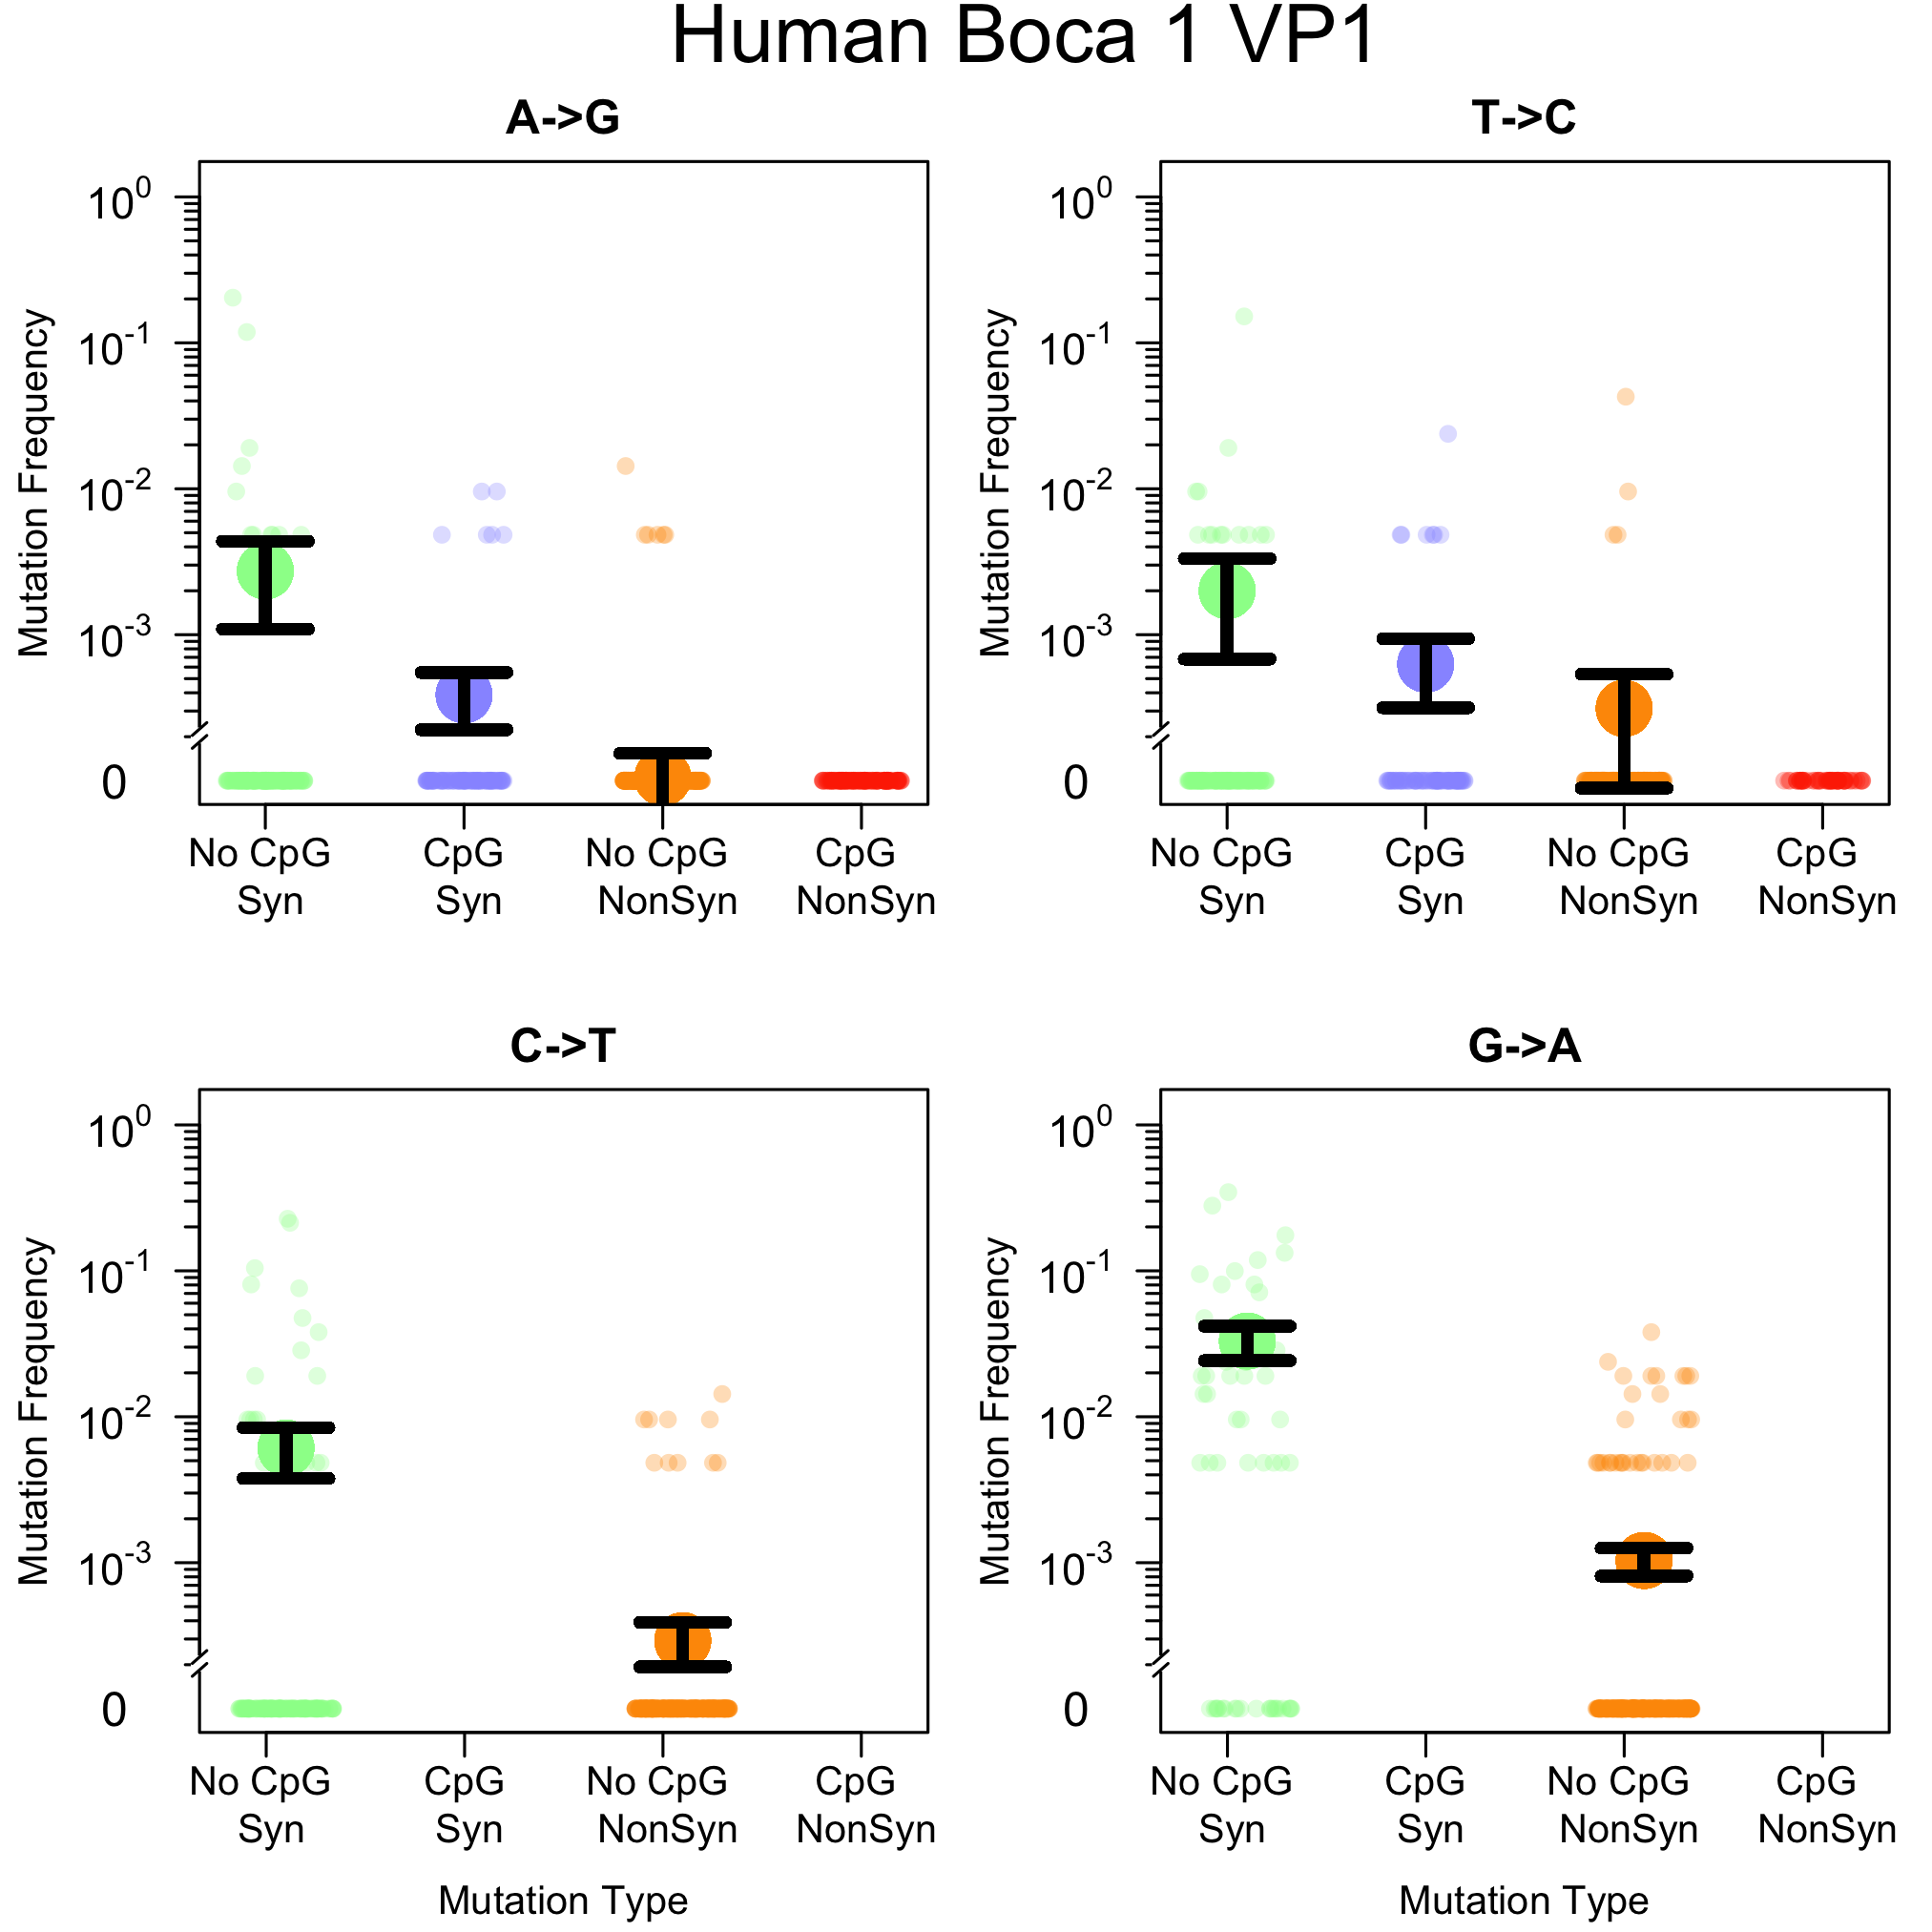 Human Boca 1 VP1
A->G
Mutation Frequency
10^0
10^-1
10^-2
10^-3
0
No CpG CpG No CpG CpG
Syn Syn NonSyn NonSyn
T->C
Mutation Frequency
10^0
10^-1
10^-2
10^-3
0
No CpG CpG No CpG CpG
Syn Syn NonSyn NonSyn
C->T
Mutation Frequency
10^0
10^-1
10^-2
10^-3
0
No CpG CpG No CpG CpG
Syn Syn NonSyn NonSyn
Mutation Type
G->A
Mutation Frequency
10^0
10^-1
10^-2
10^-3
0
No CpG CpG No CpG CpG
Syn Syn NonSyn NonSyn
Mutation Type